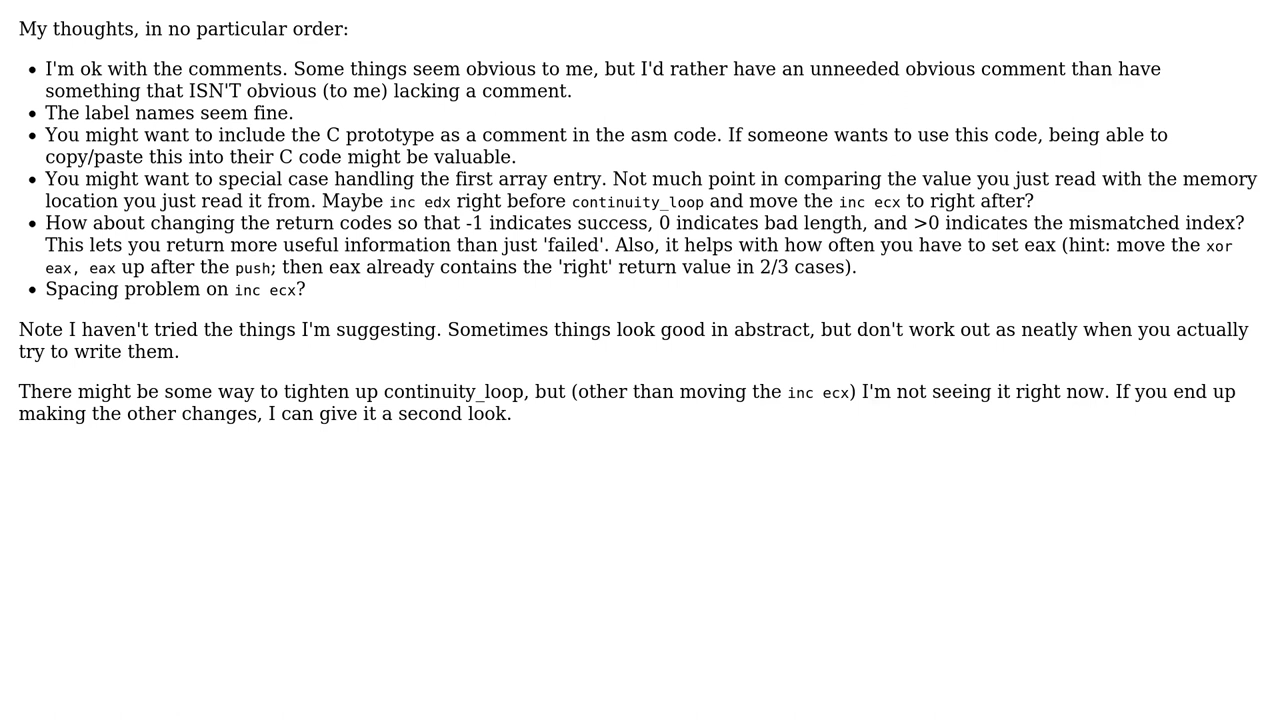 My thoughts, in no particular order:
• I'm ok with the comments. Some things seem obvious to me, but I'd rather have an unneeded obvious comment than have
something that ISN'T obvious (to me) lacking a comment.
• The label names seem fine.
• You might want to include the C prototype as a comment in the asm code. If someone wants to use this code, being able to
copy/paste this into their C code might be valuable.
• You might want to special case handling the first array entry. Not much point in comparing the value you just read with the memory
location you just read it from. Maybe inc edx right before continuity_loop and move the inc ecx to right after?
• How about changing the return codes so that -1 indicates success, 0 indicates bad length, and >0 indicates the mismatched index?
This lets you return more useful information than just 'failed'. Also, it helps with how often you have to set eax (hint: move the xor
eax, eax up after the push; then eax already contains the 'right' return value in 2/3 cases).
• Spacing problem on inc ecx?
Note I haven't tried the things I'm suggesting. Sometimes things look good in abstract, but don't work out as neatly when you actually
try to write them.
There might be some way to tighten up continuity_loop, but (other than moving the inc ecx) I'm not seeing it right now. If you end up
making the other changes, I can give it a second look.